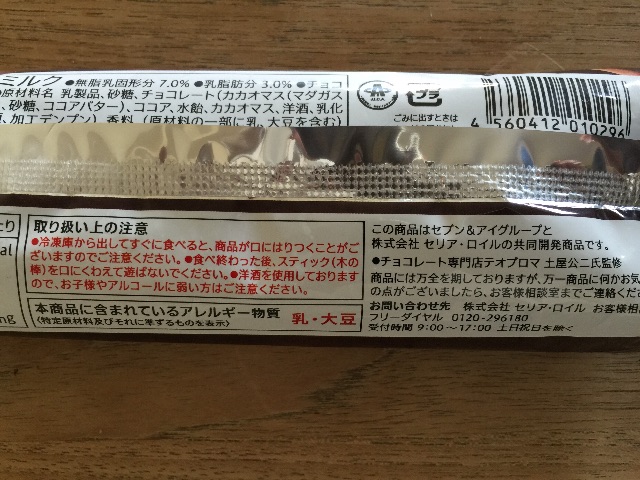 ミルク ●無脂乳固形分 7.0% ●乳脂肪分 3.0% ●チョコ
原材料名 乳製品、砂糖、チョコレート(カカオマス(マダガス
、砂糖、ココアバター)、ココア、水飴、カカオマス、洋酒、乳化
加工デンプン)、香料、(原材料の一部に乳、大豆を含む)
プラ
ごみに出すときは
4 560412 010294
取り扱い上の注意
●冷凍庫から出してすぐに食べると、商品が口にはりつくことがご
ざいますのでご注意ください。●食べ終わった後、スティック(木の
棒)を口にくわえて遊ばないでください。●洋酒を使用しております
ので、お子様やアルコールに弱い方はご注意ください。
本商品に含まれているアレルギー物質
〈特定原材料及びそれに準ずるものを表示〉
乳・大豆
この商品はセブン&アイグループと
株式会社 セリア・ロイルの共同開発商品です。
●チョコレート専門店テオブロマ 土屋公二氏監修
商品には万全を期しておりますが、万一商品に何かお気
の点がございましたら、お客様相談室までご連絡くださ
お問い合わせ先 株式会社 セリア・ロイル お客様相
フリーダイヤル 0120-296180
受付時間 9:00～17:00 土日祝日を除く